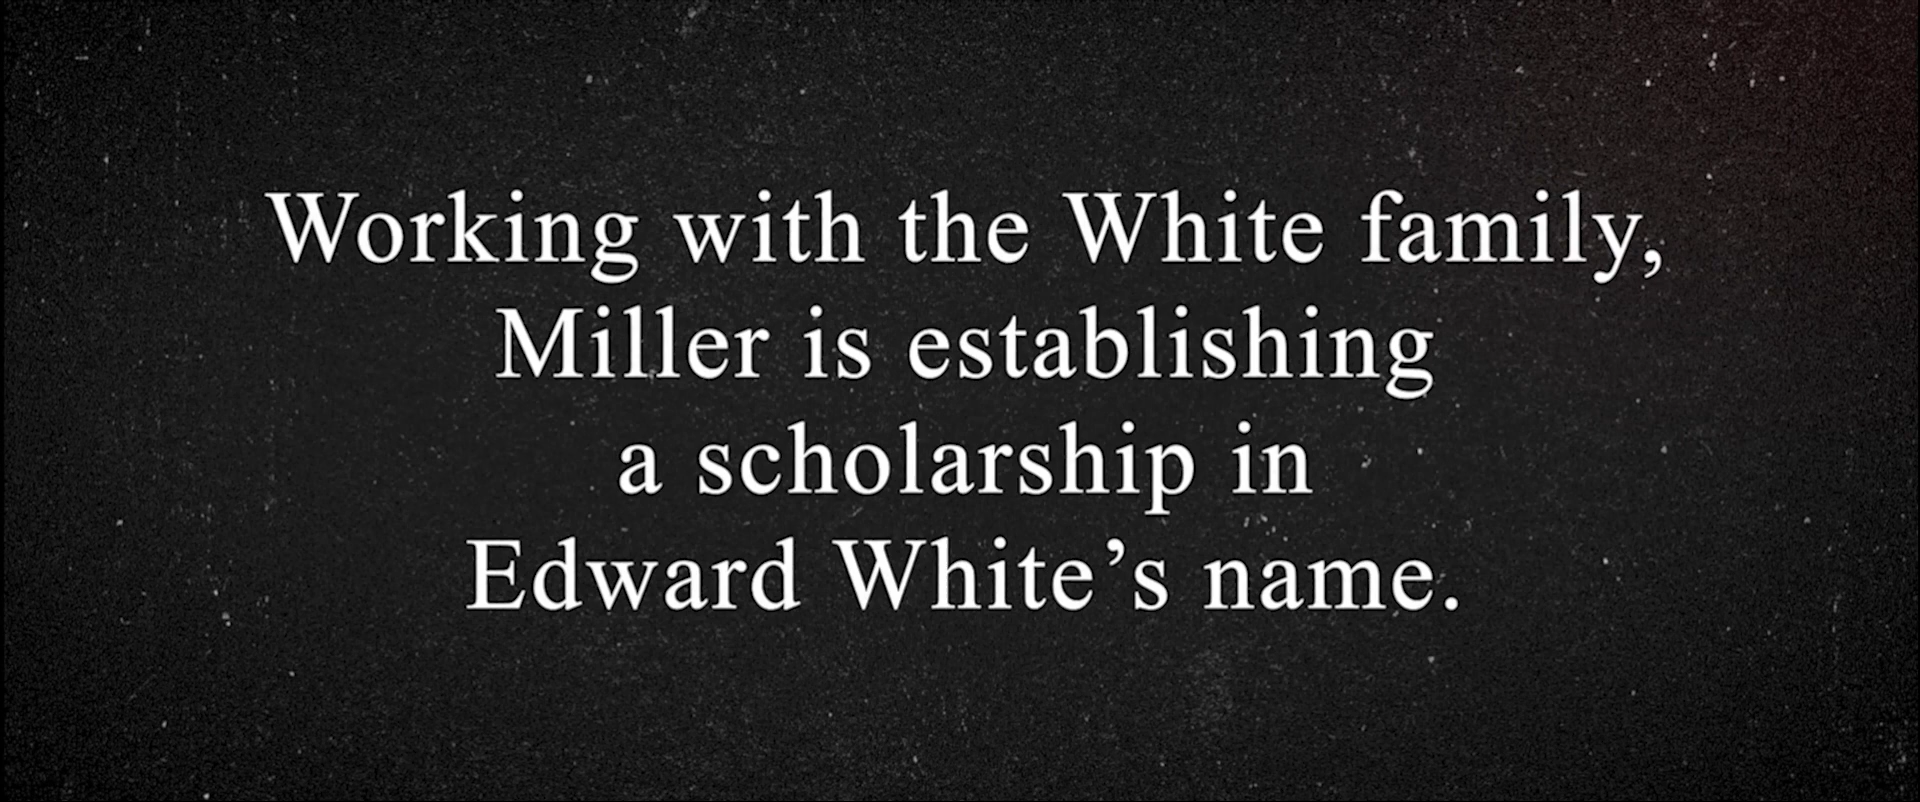 Working with the White family,
Miller is establishing
a scholarship in
Edward White’s name.